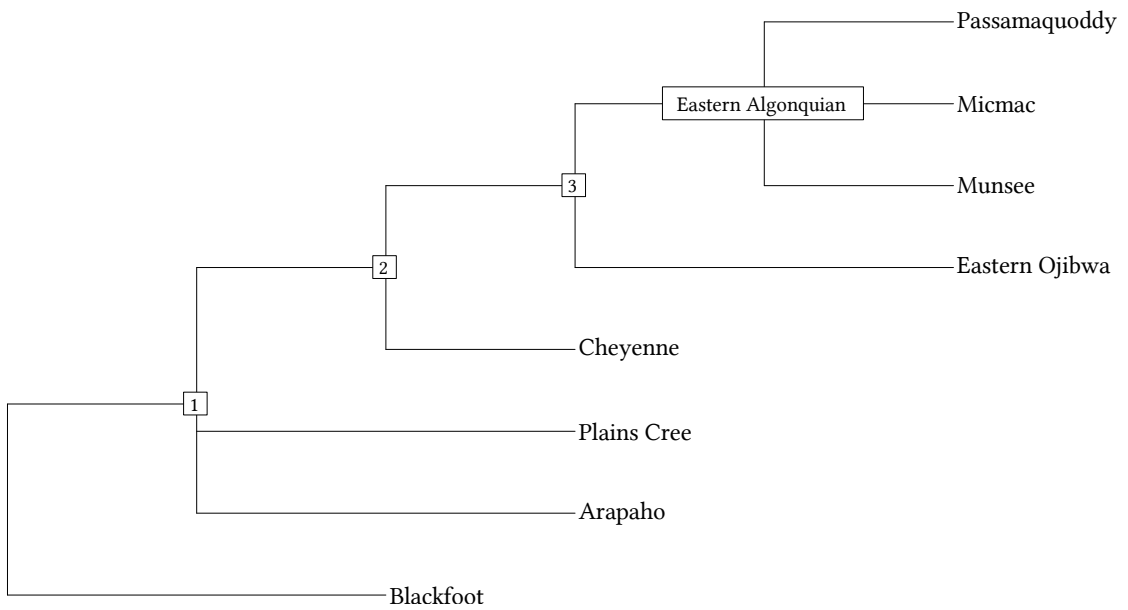 Passamaquoddy
Eastern Algonquian
Micmac
3
Munsee
2
Eastern Ojibwa
Cheyenne
1
Plains Cree
Arapaho
Blackfoot